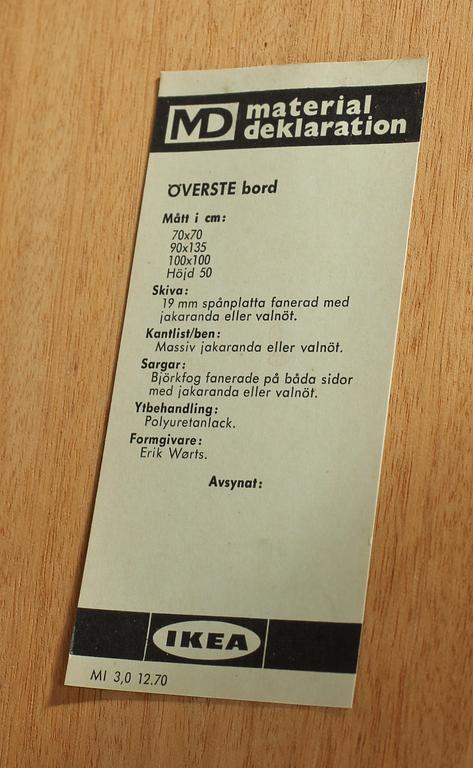 MD material
deklaration
ÖVERSTE bord
Mått i cm:
70x70
90x135
100x100
Höjd 50
Skiva:
19 mm spånplatta fanerad med
jakaranda eller valnöt.
Kantlist/ben:
Massiv jakaranda eller valnöt.
Sargar:
Björkfog fanerade på båda sidor
med jakaranda eller valnöt.
Ytbehandling:
Polyuretanlack.
Formgivare:
Erik Wørts.
Avsynat:
IKEA
MI 3,0 12.70